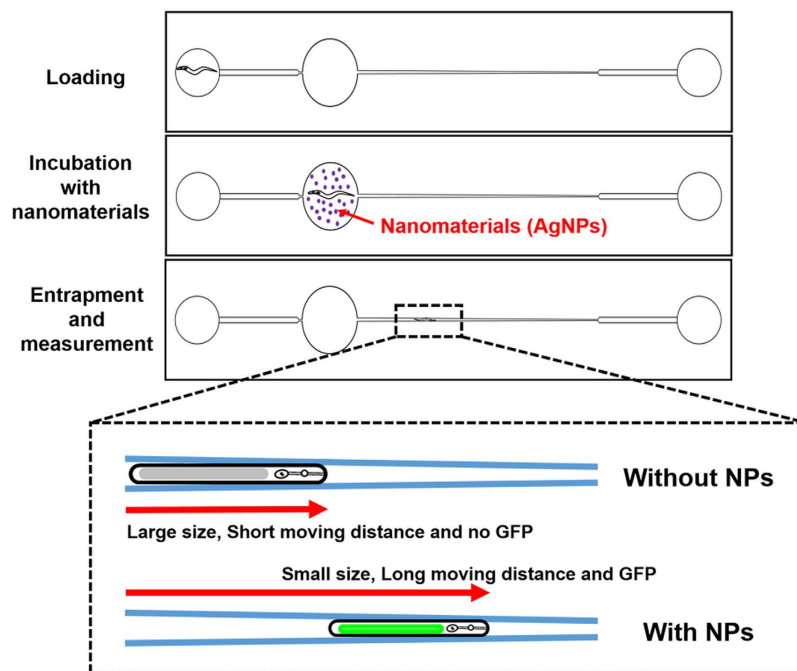 Loading
Incubation
with
nanomaterials
Nanomaterials (AgNPs)
Entrapment
and
measurement
Without NPs
Large size, Short moving distance and no GFP
Small size, Long moving distance and GFP
With NPs